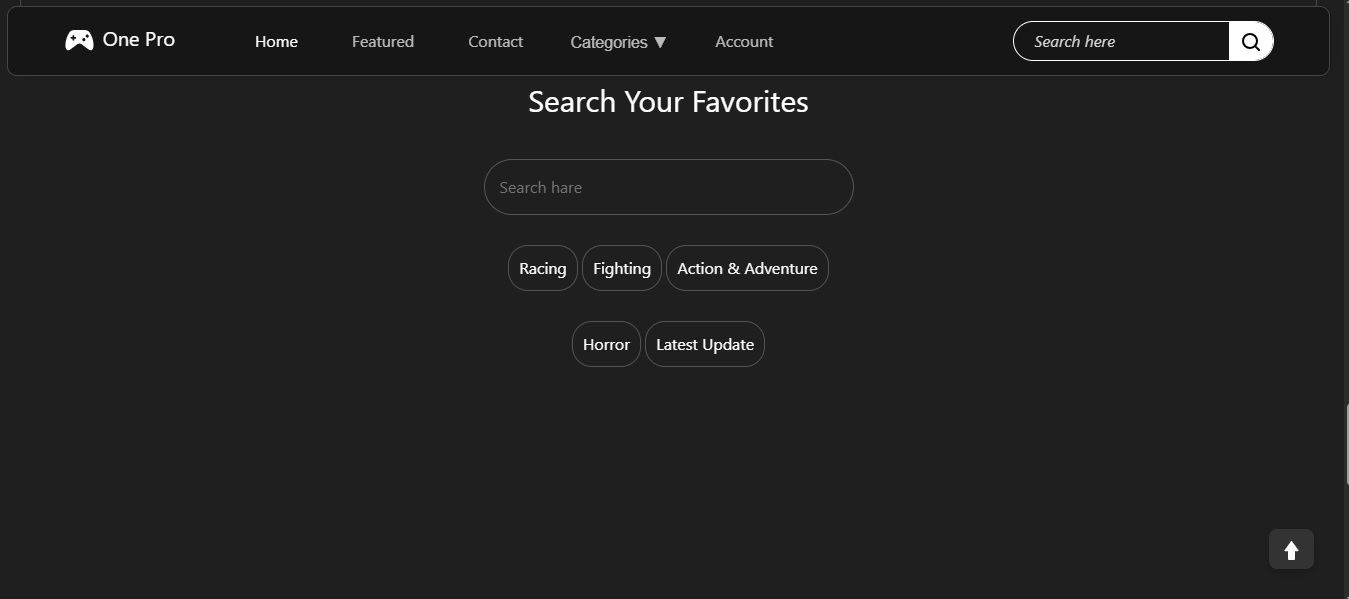 One Pro Home Featured Contact Categories ▼ Account Search here
Search Your Favorites
Search hare
Racing Fighting Action & Adventure
Horror Latest Update